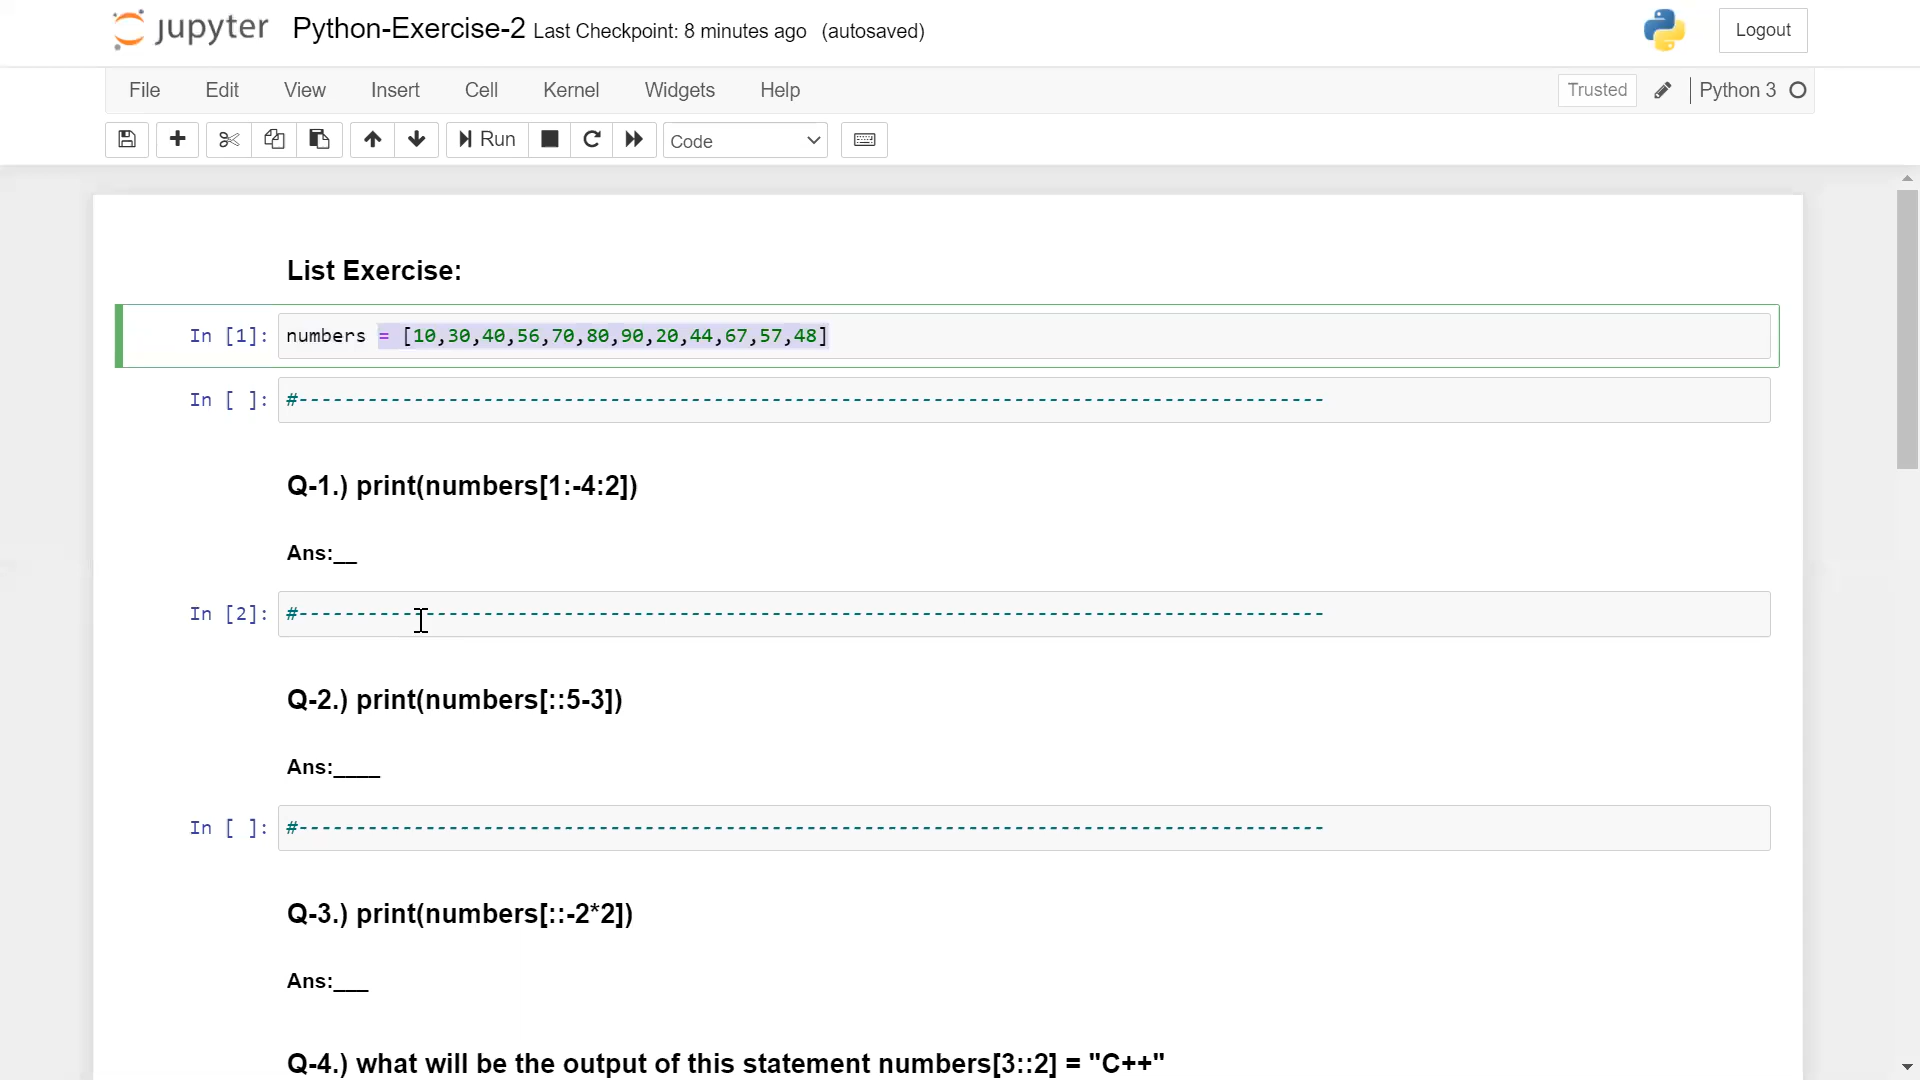 jupyter Python-Exercise-2 Last Checkpoint: 8 minutes ago (autosaved) Logout
File Edit View Insert Cell Kernel Widgets Help Trusted Python 3
Run Code
List Exercise:
In [1]: numbers = [10,30,40,56,70,80,90,20,44,67,57,48]
In [ ]: #-----------------------------------------------------------------------------------------
Q-1.) print(numbers[1:-4:2])
Ans:__
In [2]: #-----------------------------------------------------------------------------------------
Q-2.) print(numbers[::5-3])
Ans:____
In [ ]: #-----------------------------------------------------------------------------------------
Q-3.) print(numbers[::-2*2])
Ans:___
Q-4.) what will be the output of this statement numbers[3::2] = "C++"